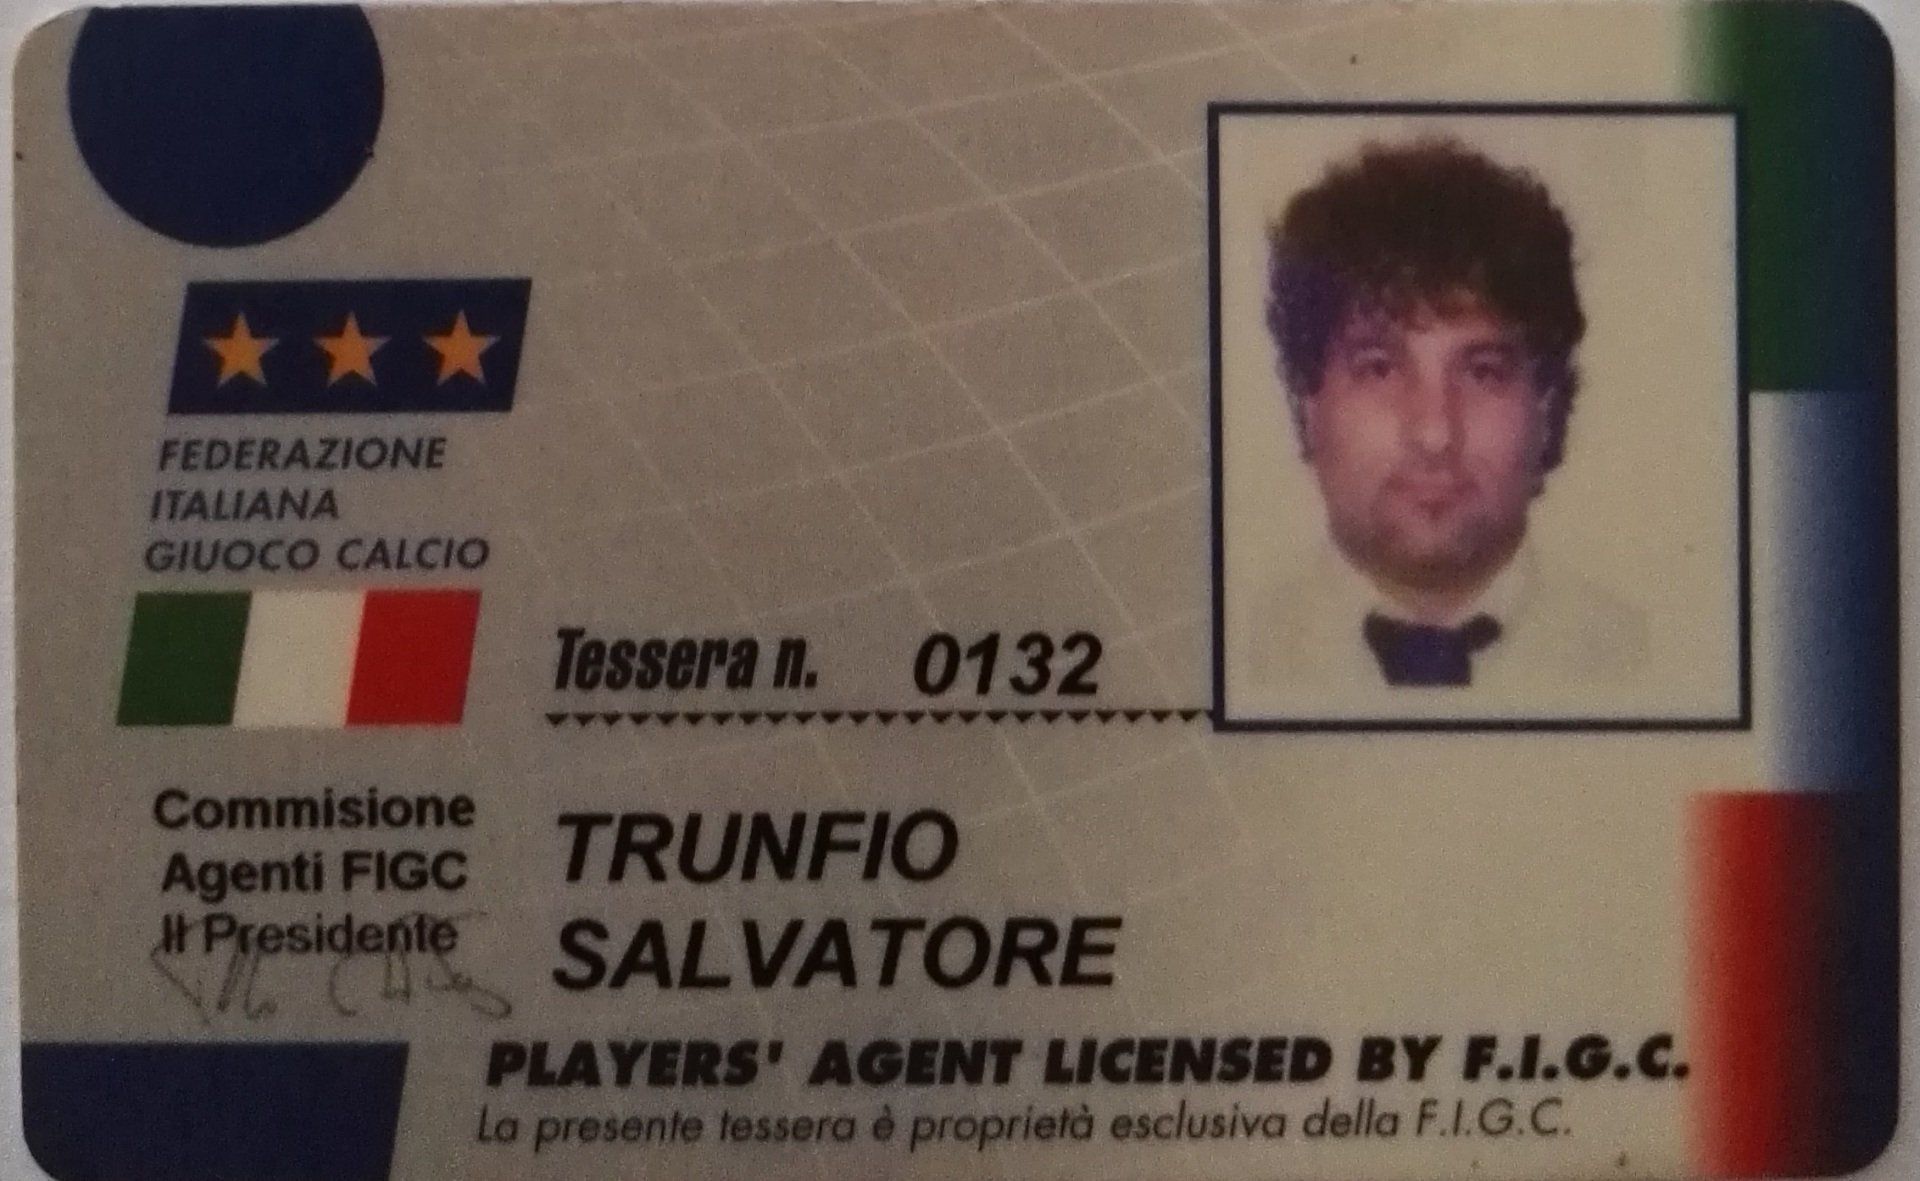 FEDERAZIONE
ITALIANA
GIUOCO CALCIO
Tessera n. 0132
Commisione
Agenti FIGC
Il Presidente
TRUNFIO
SALVATORE
PLAYERS' AGENT LICENSED BY F.I.G.C.
La presente tessera è proprietà esclusiva della F.I.G.C.